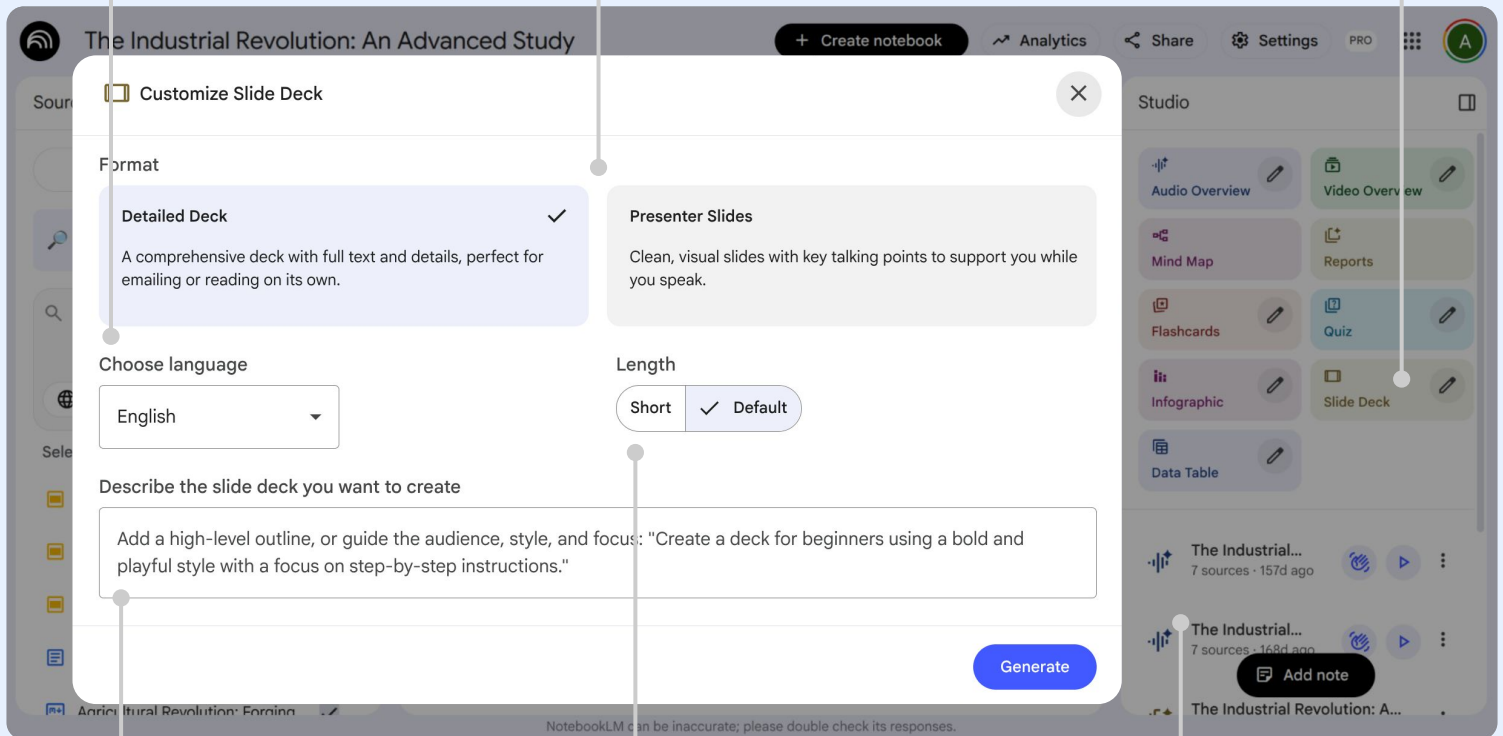 The Industrial Revolution: An Advanced Study
+ Create notebook
Analytics
Share
Settings
PRO
A
Customize Slide Deck
Format
Detailed Deck
A comprehensive deck with full text and details, perfect for
emailing or reading on its own.
Presenter Slides
Clean, visual slides with key talking points to support you while
you speak.
Choose language
English
Length
Short
Default
Describe the slide deck you want to create
Add a high-level outline, or guide the audience, style, and focus: "Create a deck for beginners using a bold and
playful style with a focus on step-by-step instructions."
Generate
Sour
Sele
Agricultural Revolution: Forging
Studio
Audio Overview
Video Overview
Mind Map
Reports
Flashcards
Quiz
Infographic
Slide Deck
Data Table
The Industrial...
7 sources · 157d ago
The Industrial...
7 sources · 168d ago
Add note
The Industrial Revolution: A...
NotebookLM can be inaccurate; please double check its responses.